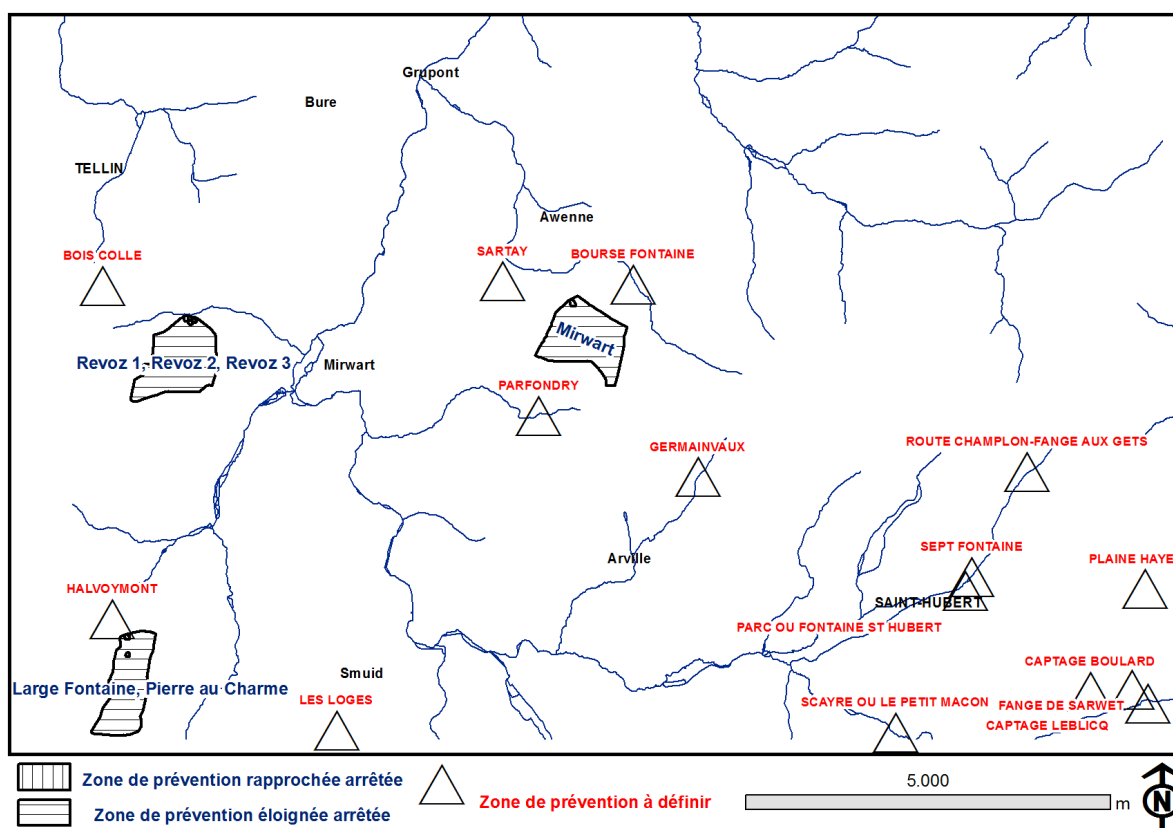 Grupont
Bure
TELLIN
Awenne
BOIS COLLE
SARTAY
BOURSE FONTAINE
Mirwart
Revoz 1, Revoz 2, Revoz 3
Mirwart
PARFONDRY
GERMAINVAUX
ROUTE CHAMPLON-FANGE AUX GETS
SEPT FONTAINE
Arville
PLAINE HAYE
HALVOYMONT
SAINT-HUBERT
PARC OU FONTAINE ST HUBERT
CAPTAGE BOULARD
Smuid
Large Fontaine, Pierre au Charme
LES LOGES
SCAYRE OU LE PETIT MACON
FANGE DE SARWET
CAPTAGE LEBLICQ
Zone de prévention rapprochée arrêtée
Zone de prévention éloignée arrêtée
Zone de prévention à définir
5.000
m
N